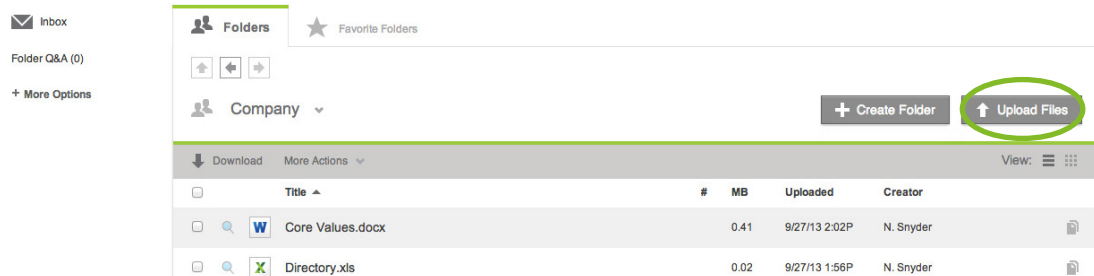 Inbox
Folders
Favorite Folders
Folder Q&A (0)
+ More Options
Company
+ Create Folder
Upload Files
Download
More Actions
View:
Title # MB Uploaded Creator
Core Values.docx 0.41 9/27/13 2:02P N. Snyder
Directory.xls 0.02 9/27/13 1:56P N. Snyder